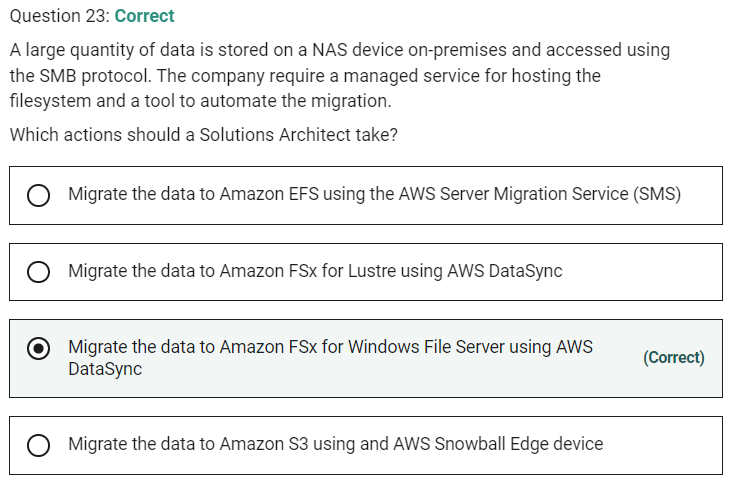 Question 23: Correct
A large quantity of data is stored on a NAS device on-premises and accessed using
the SMB protocol. The company require a managed service for hosting the
filesystem and a tool to automate the migration.
Which actions should a Solutions Architect take?
Migrate the data to Amazon EFS using the AWS Server Migration Service (SMS)
Migrate the data to Amazon FSx for Lustre using AWS DataSync
Migrate the data to Amazon FSx for Windows File Server using AWS
DataSync
(Correct)
Migrate the data to Amazon S3 using and AWS Snowball Edge device